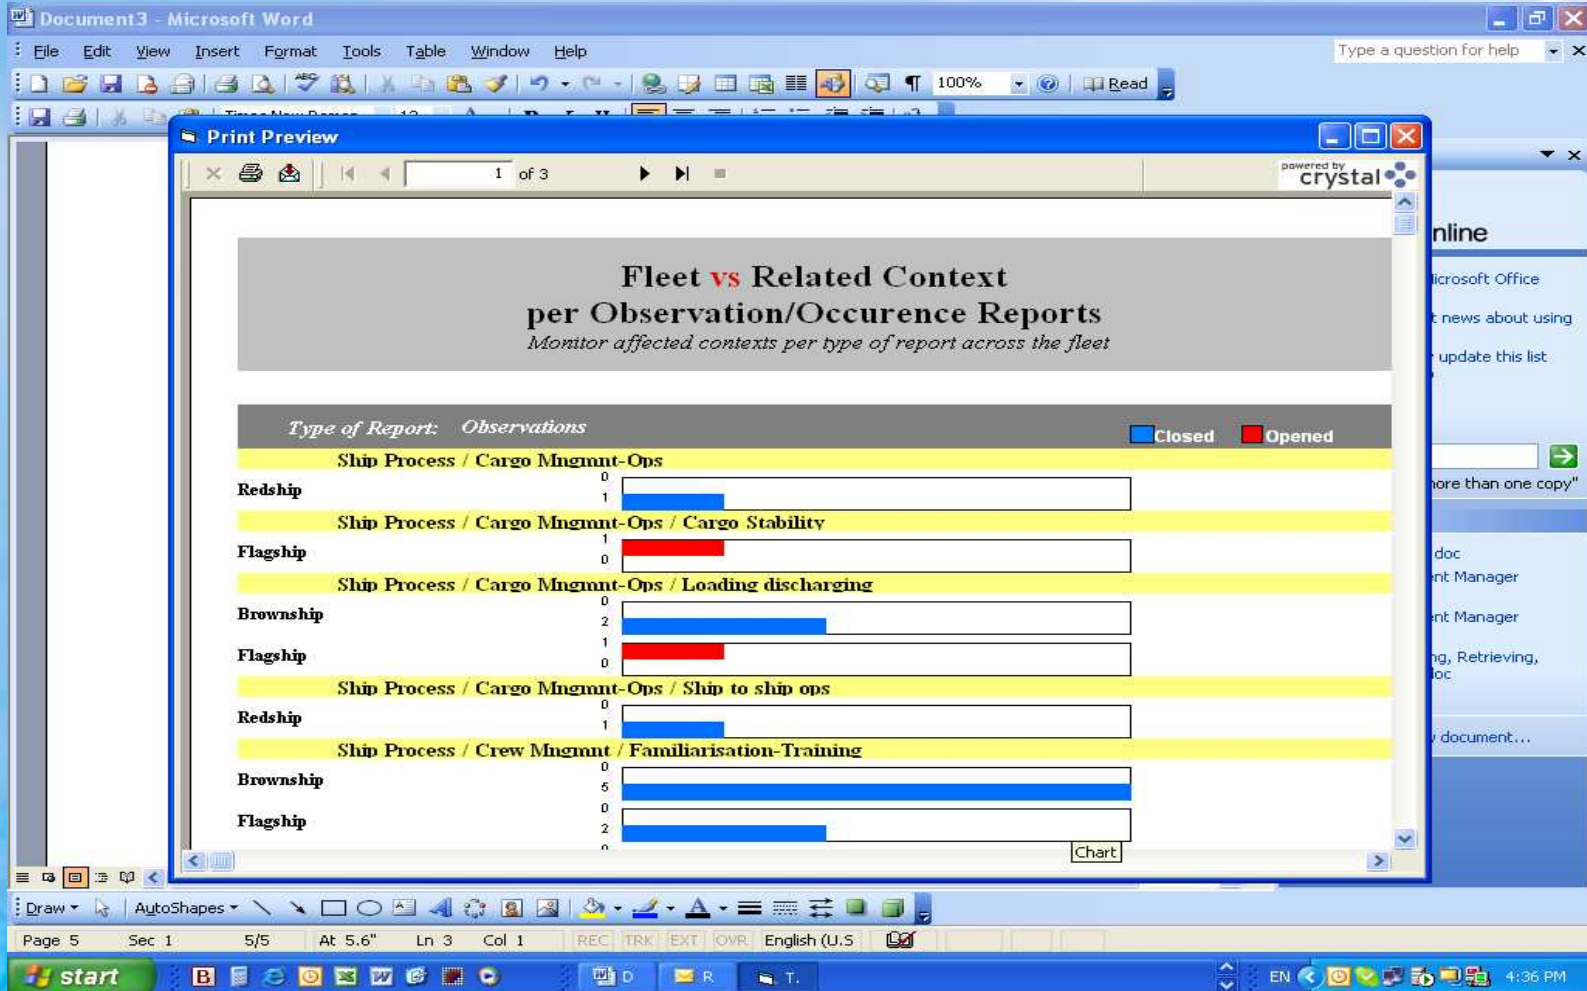 Document3 - Microsoft Word
File Edit View Insert Format Tools Table Window Help
Type a question for help
100% Read
Print Preview
1 of 3
powered by
crystal
nline
Fleet vs Related Context
per Observation/Occurence Reports
Monitor affected contexts per type of report across the fleet
icrosoft Office
t news about using
update this list
Type of Report: Observations
Closed Opened
Ship Process / Cargo Mngmnt-Ops
Redship
0
1
ore than one copy"
Ship Process / Cargo Mngmnt-Ops / Cargo Stability
Flagship
1
0
doc
nt Manager
Ship Process / Cargo Mngmnt-Ops / Loading discharging
Brownship
0
2
nt Manager
Flagship
1
0
ng, Retrieving,
loc
Ship Process / Cargo Mngmnt-Ops / Ship to ship ops
Redship
0
1
document...
Ship Process / Crew Mngmnt / Familiarisation-Training
Brownship
0
5
Flagship
0
2
Chart
Draw AutoShapes
Page 5 Sec 1 5/5 At 5.6" Ln 3 Col 1 REC TRK EXT OVR English (U.S
start
D
R
T.
EN
4:36 PM